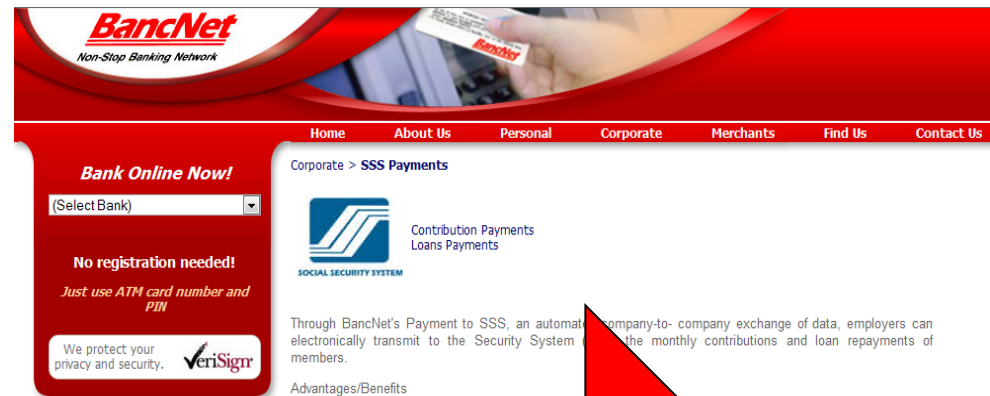 BancNet
Non-Stop Banking Network
BancNet
Home About Us Personal Corporate Merchants Find Us Contact Us
Bank Online Now!
(Select Bank)
No registration needed!
Just use ATM card number and
PIN
We protect your
privacy and security.
VeriSign
Corporate > SSS Payments
SOCIAL SECURITY SYSTEM
Contribution Payments
Loans Payments
Through BancNet's Payment to SSS, an automate company-to- company exchange of data, employers can
electronically transmit to the Security System the monthly contributions and loan repayments of
members.
Advantages/Benefits